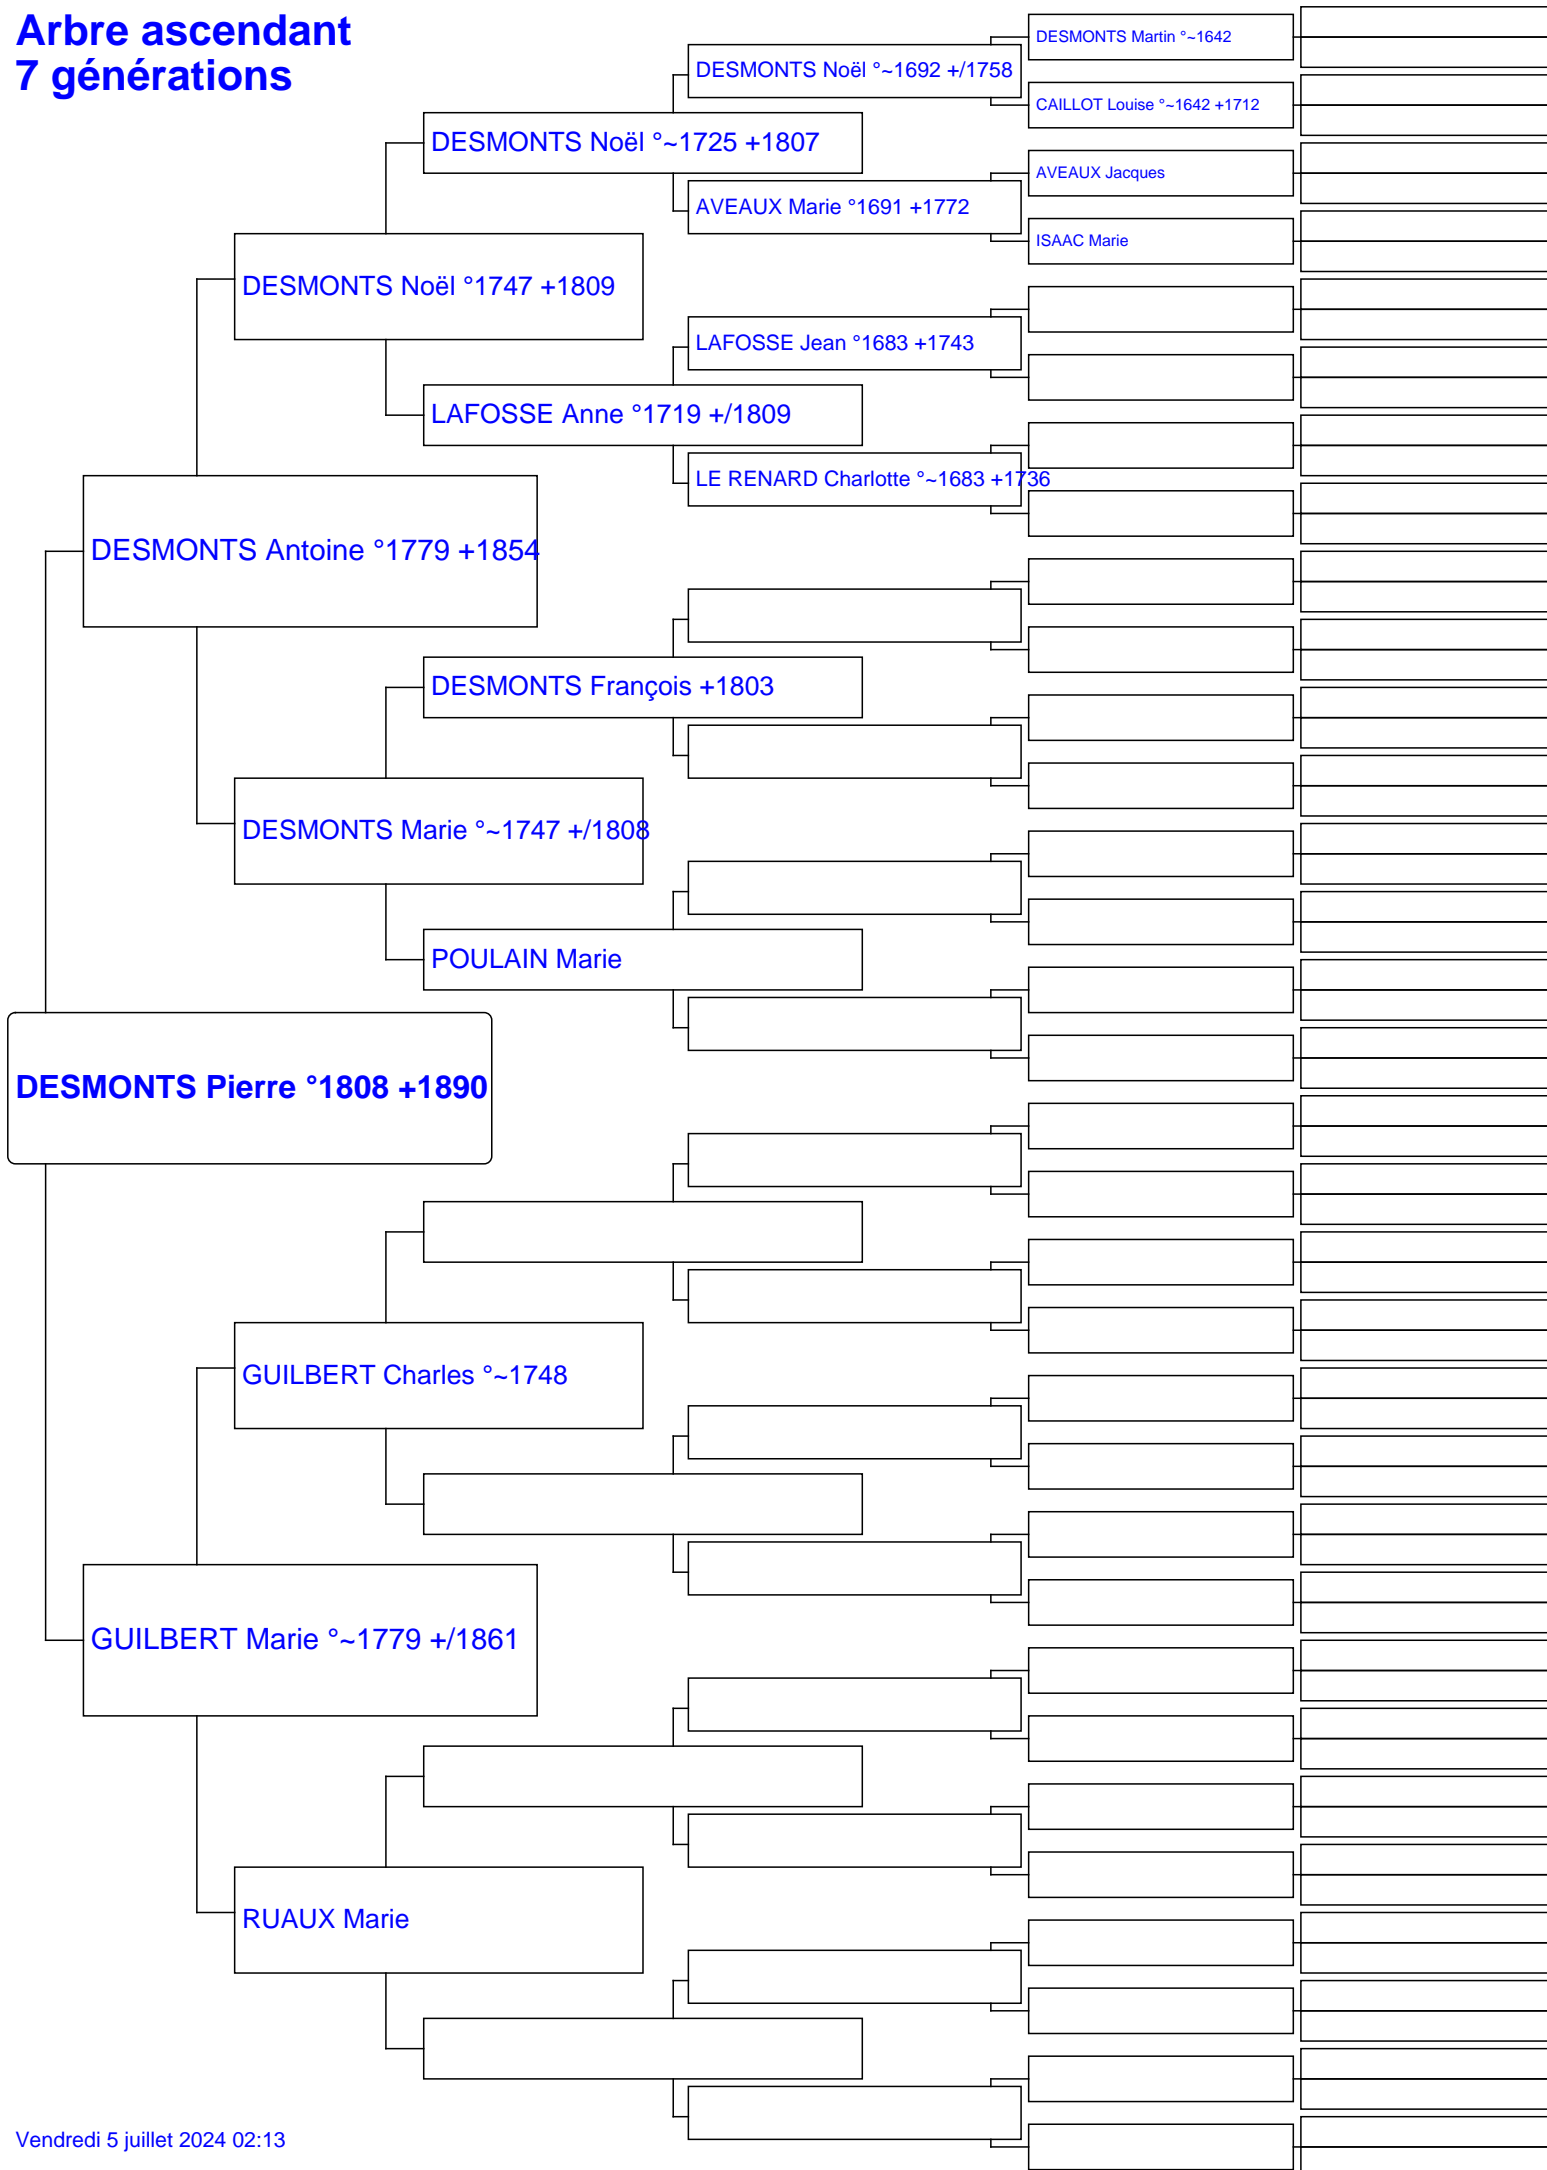 Arbre ascendant
7 générations
DESMONTS Martin °~1642
DESMONTS Noël °~1692 +/1758
CAILLOT Louise °~1642 +1712
DESMONTS Noël °~1725 +1807
AVEAUX Jacques
AVEAUX Marie °1691 +1772
ISAAC Marie
DESMONTS Noël °1747 +1809
LAFOSSE Jean °1683 +1743
LAFOSSE Anne °1719 +/1809
LE RENARD Charlotte °~1683 +1736
DESMONTS Antoine °1779 +1854
DESMONTS François +1803
DESMONTS Marie °~1747 +/1808
POULAIN Marie
DESMONTS Pierre °1808 +1890
GUILBERT Charles °~1748
GUILBERT Marie °~1779 +/1861
RUAUX Marie
Vendredi 5 juillet 2024 02:13